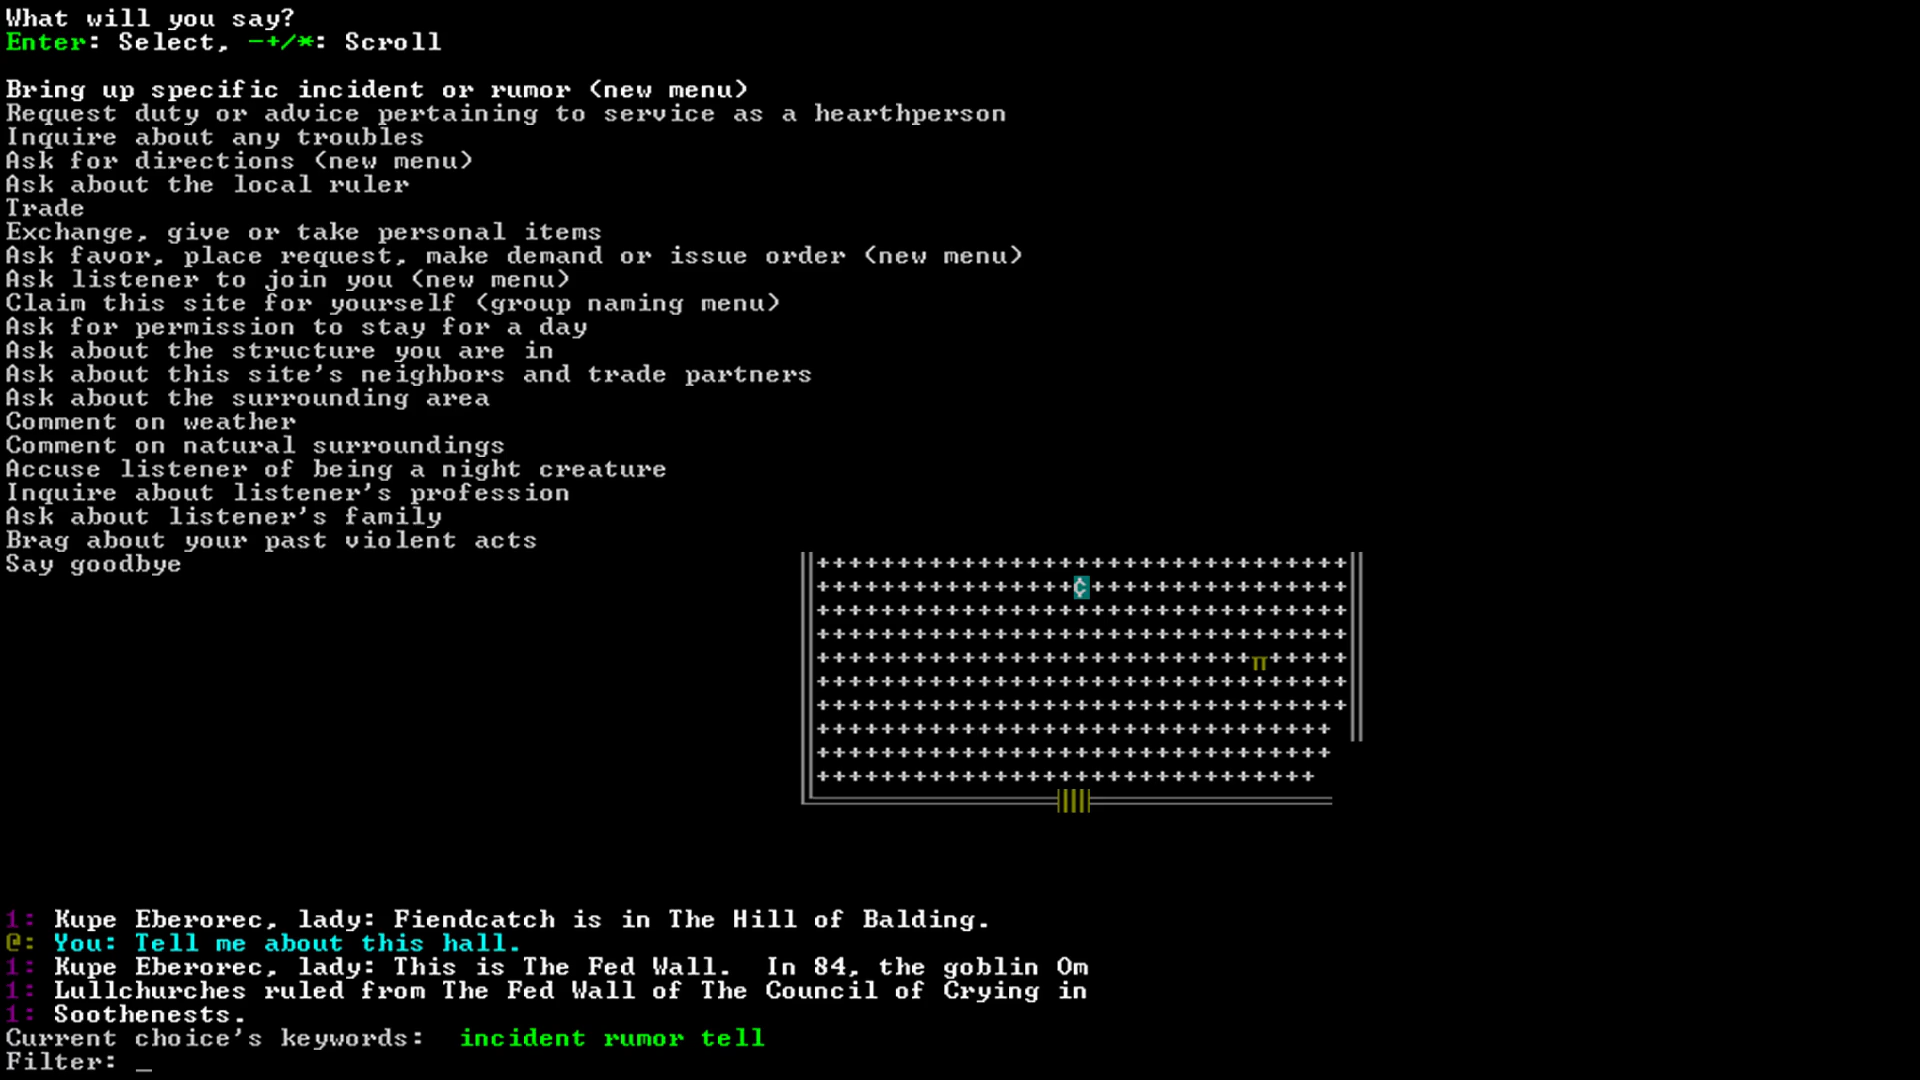 What will you say?
Enter: Select, -+/*: Scroll
Bring up specific incident or rumor (new menu)
Request duty or advice pertaining to service as a hearthperson
Inquire about any troubles
Ask for directions (new menu)
Ask about the local ruler
Trade
Exchange, give or take personal items
Ask favor, place request, make demand or issue order (new menu)
Ask listener to join you (new menu)
Claim this site for yourself (group naming menu)
Ask for permission to stay for a day
Ask about the structure you are in
Ask about this site's neighbors and trade partners
Ask about the surrounding area
Comment on weather
Comment on natural surroundings
Accuse listener of being a night creature
Inquire about listener's profession
Ask about listener's family
Brag about your past violent acts
Say goodbye
1: Kupe Eberorec, lady: Fiendcatch is in The Hill of Balding.
@: You: Tell me about this hall.
1: Kupe Eberorec, lady: This is The Fed Wall.  In 84, the goblin Om
1: Lullchurches ruled from The Fed Wall of The Council of Crying in
1: Soothenests.
Current choice's keywords:  incident rumor tell
Filter: _